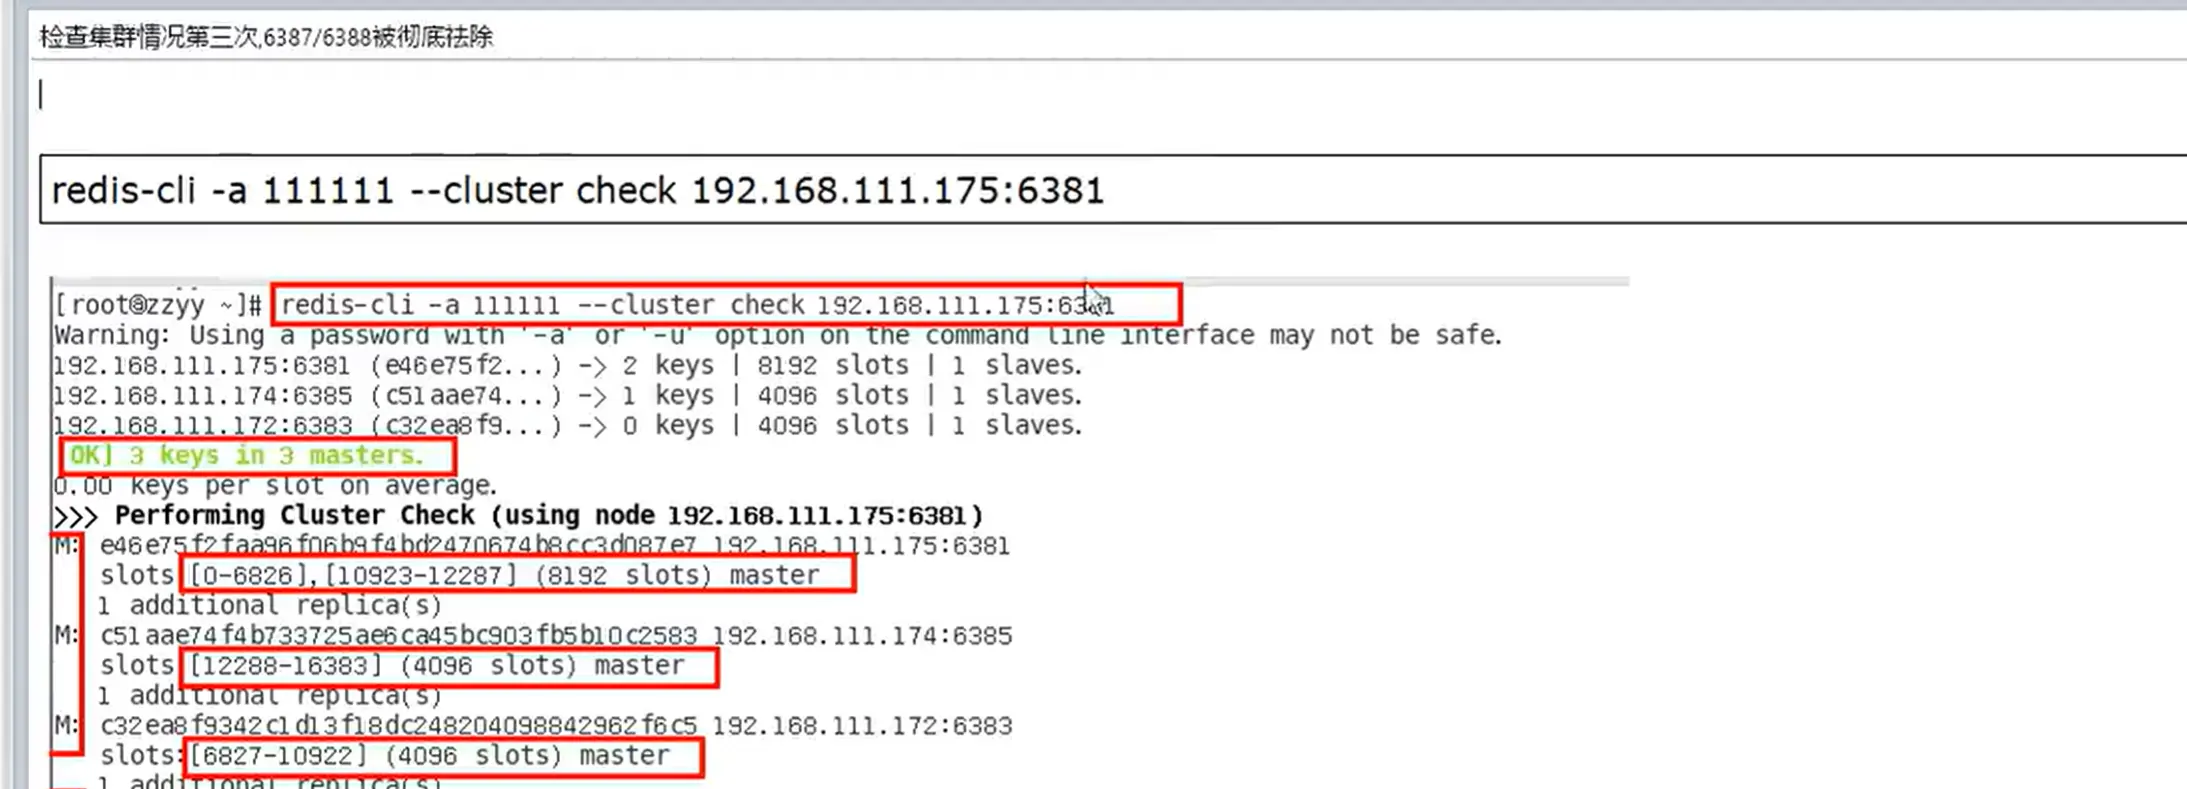 检查集群情况第三次,6387/6388被彻底祛除
redis-cli -a 111111 --cluster check 192.168.111.175:6381
[root@zzyy ~]# redis-cli -a 111111 --cluster check 192.168.111.175:6381
Warning: Using a password with '-a' or '-u' option on the command line interface may not be safe.
192.168.111.175:6381 (e46e75f2...) -> 2 keys | 8192 slots | 1 slaves.
192.168.111.174:6385 (c51aae74...) -> 1 keys | 4096 slots | 1 slaves.
192.168.111.172:6383 (c32ea8f9...) -> 0 keys | 4096 slots | 1 slaves.
OK] 3 keys in 3 masters.
0.00 keys per slot on average.
>>> Performing Cluster Check (using node 192.168.111.175:6381)
M: e46e75f2faa96f06b9f4bd2470674b8cc3d087e7 192.168.111.175:6381
slots [0-6826],[10923-12287] (8192 slots) master
1 additional replica(s)
M: c51aae74f4b733725ae6ca45bc903fb5b10c2583 192.168.111.174:6385
slots [12288-16383] (4096 slots) master
1 additional replica(s)
M: c32ea8f9342c1d13f18dc248204098842962f6c5 192.168.111.172:6383
slots:[6827-10922] (4096 slots) master
1 additional replica(s)